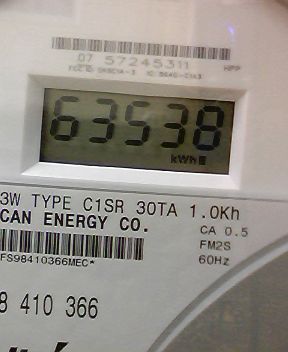 07 57245311 HPP
63538
kWh
3W TYPE C1SR 30TA 1.0Kh
CAN ENERGY CO. CA 0.5
FM2S
FS98410366MEC* 60Hz
8 410 366